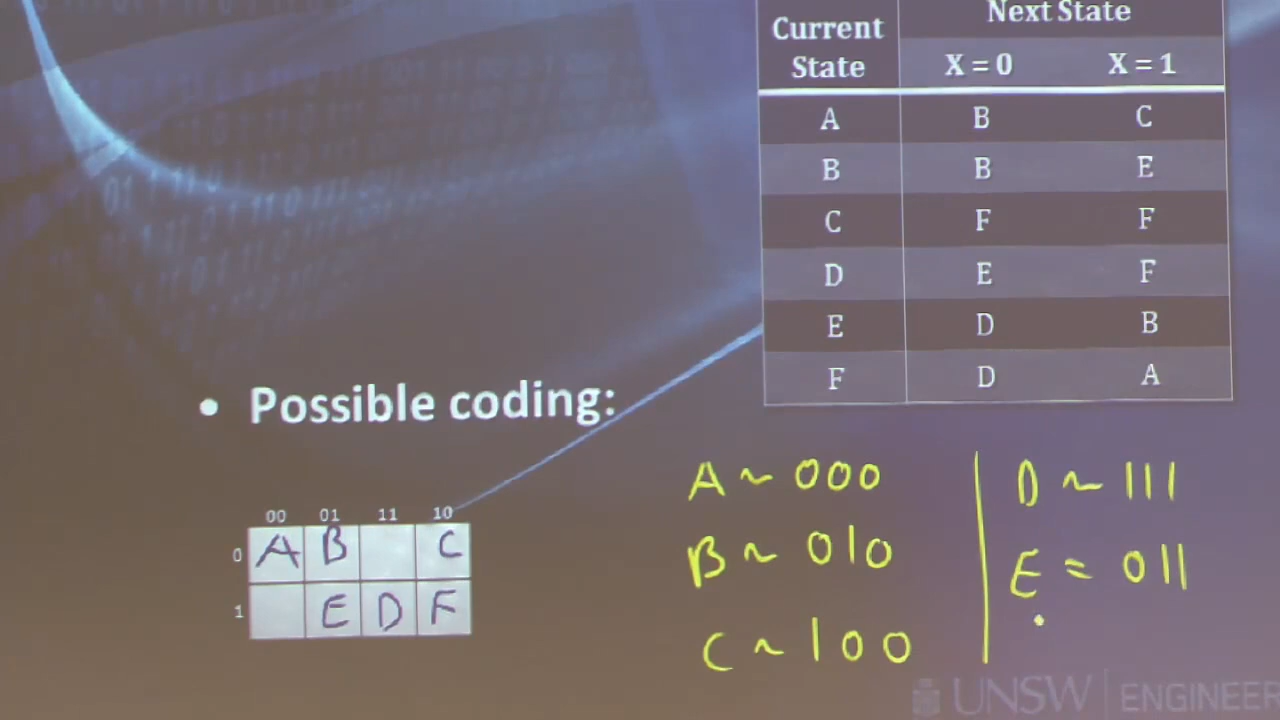 Current State Next State
X = 0 X = 1
A B C
B B E
C F F
D E F
E D B
F D A
• Possible coding:
00 01 11 10
0 A B C
1 E D F
A ~ 000
B ~ 010
C ~ 100
D ~ 111
E = 011
UNSW ENGINEER